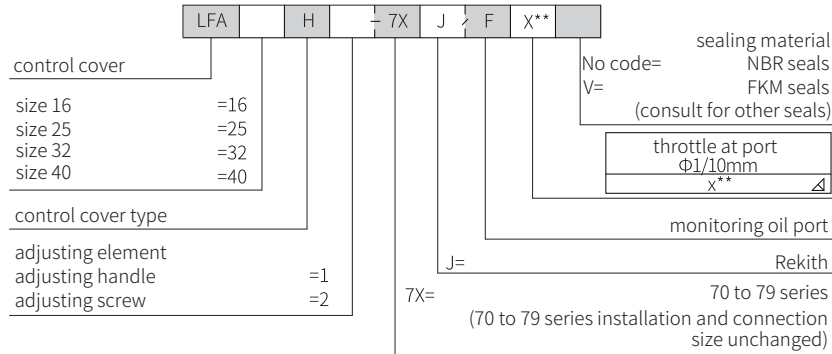 LFA H - 7X J / F X**
sealing material
No code= NBR seals
V= FKM seals
(consult for other seals)
control cover
size 16 =16
size 25 =25
size 32 =32
size 40 =40
throttle at port
Φ1/10mm
x**
control cover type
monitoring oil port
adjusting element
adjusting handle =1
adjusting screw =2
J= Rekith
7X= 70 to 79 series
(70 to 79 series installation and connection
size unchanged)